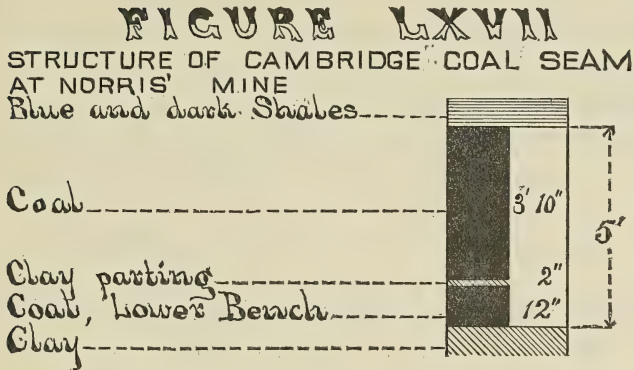 FIGURE LXVII
STRUCTURE OF CAMBRIDGE COAL SEAM
AT NORRIS' MINE
Blue and dark Shales
Coal
3' 10"
5'
Clay parting
2"
Coal, Lower Bench
12"
Clay